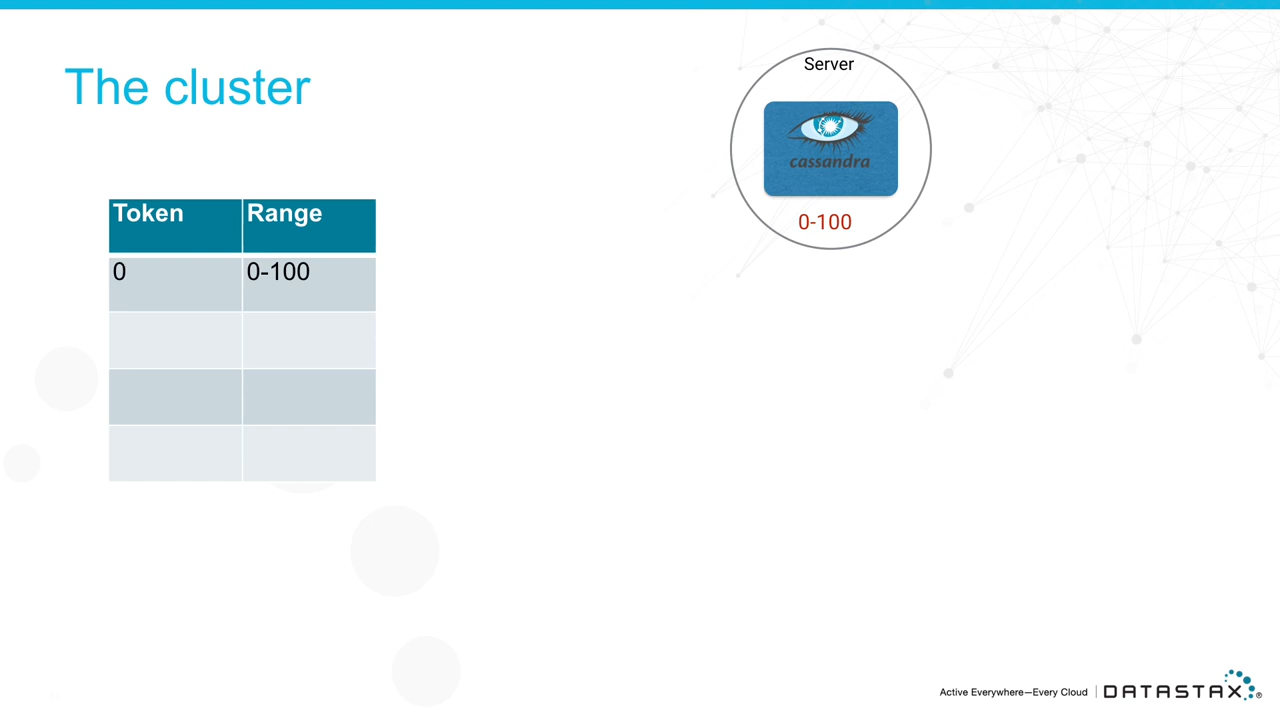 The cluster
Server
cassandra
0-100
Token Range
0 0-100
Active Everywhere—Every Cloud | DATASTAX®